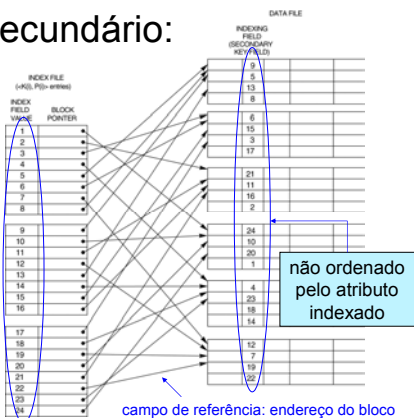 ecundário:
DATA FILE
INDEXING
FIELD
(SECONDARY
KEY FIELD)
INDEX FILE
(<K(i), P(i)> entries)
INDEX
FIELD
VALUE
BLOCK
POINTER
1
2
3
4
5
6
7
8
9
10
11
12
13
14
15
16
17
18
19
20
21
22
23
24
9
5
13
8
6
15
3
17
21
11
16
2
24
10
20
1
4
23
18
14
12
7
19
22
não ordenado
pelo atributo
indexado
campo de referência: endereço do bloco